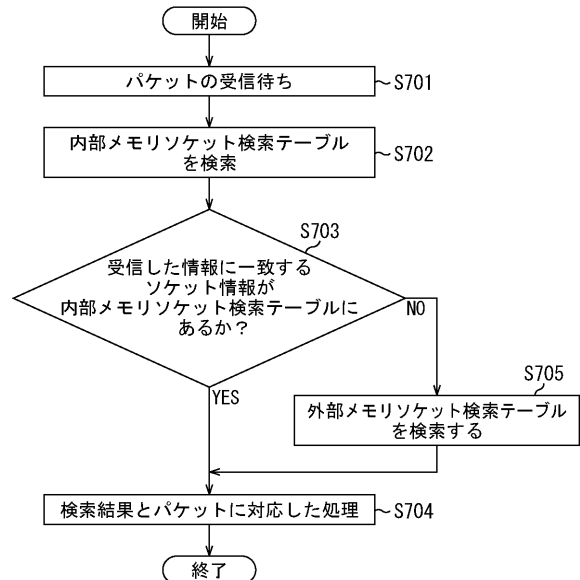 開始
パケットの受信待ち
S701
内部メモリソケット検索テーブル
を検索
S702
S703
受信した情報に一致する
ソケット情報が
内部メモリソケット検索テーブルに
あるか？
NO
YES
S705
外部メモリソケット検索テーブル
を検索する
検索結果とパケットに対応した処理
S704
終了